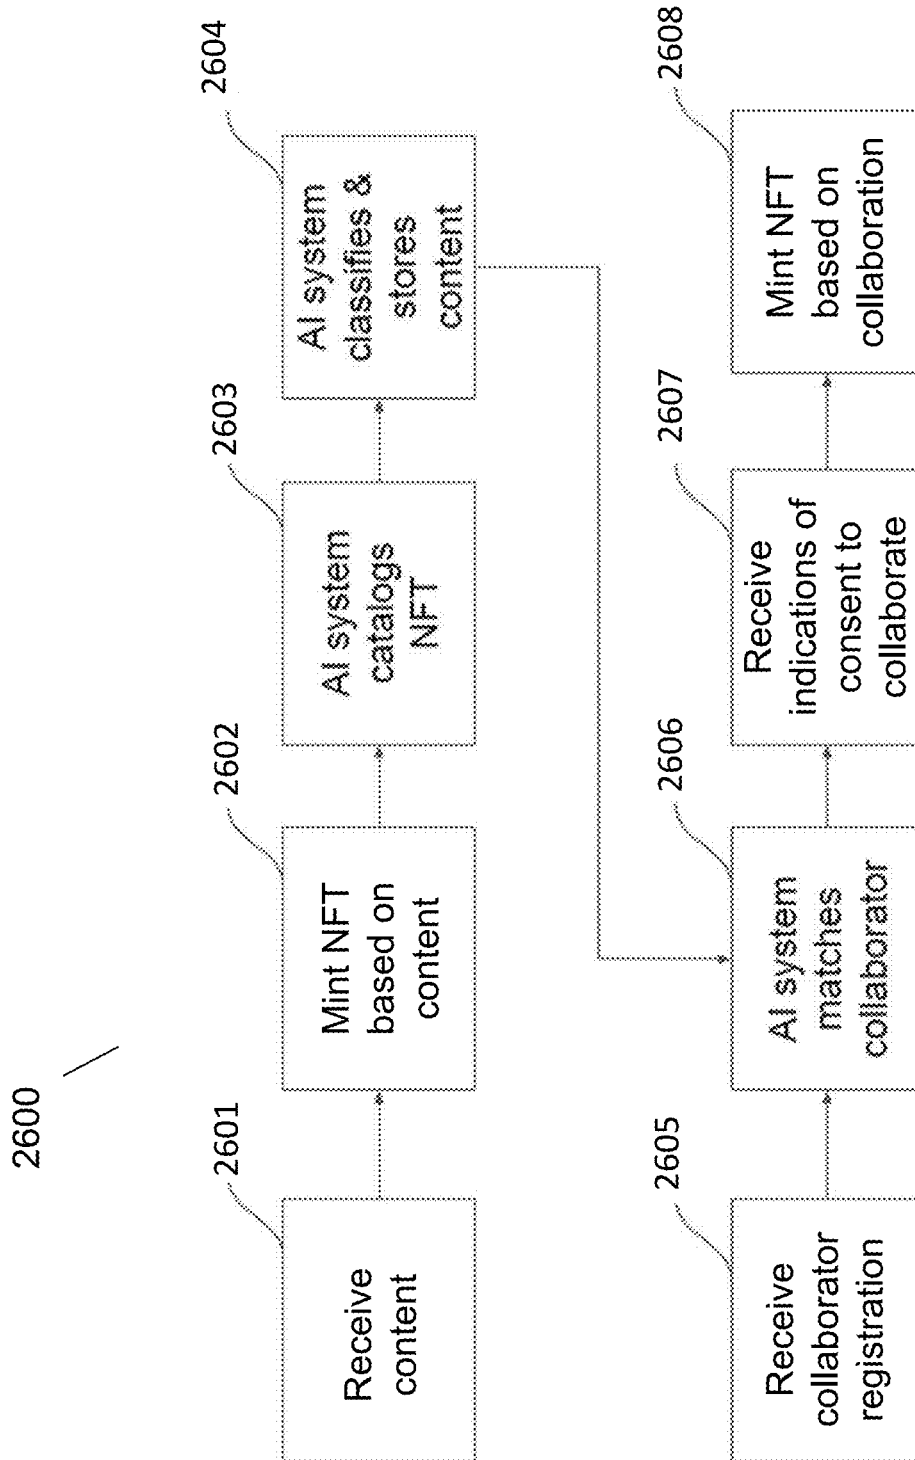 2600
2601
Receive
content
2602
Mint NFT
based on
content
2603
AI system
catalogs
NFT
2604
AI system
classifies &
stores
content
2605
Receive
collaborator
registration
2606
AI system
matches
collaborator
2607
Receive
indications of
consent to
collaborate
2608
Mint NFT
based on
collaboration